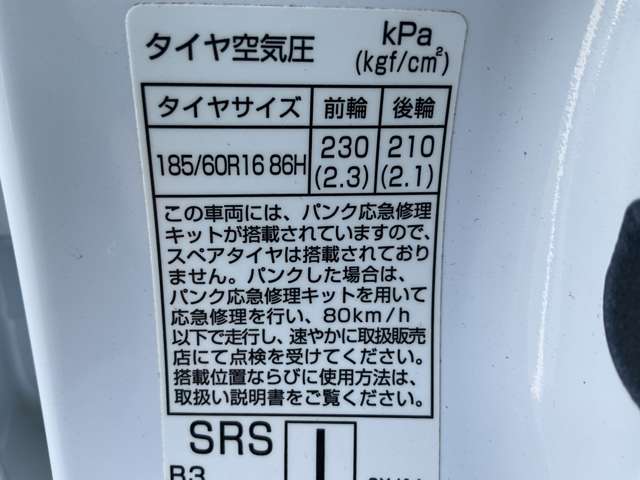 タイヤ空気圧 kPa
(kgf/cm²)
タイヤサイズ 前輪 後輪
185/60R16 86H 230 210
(2.3) (2.1)
この車両には、パンク応急修理
キットが搭載されていますので、
スペアタイヤは搭載されており
ません。パンクした場合は、
パンク応急修理キットを用いて
応急修理を行い、80km/h
以下で走行し、速やかに取扱販売
店にて点検を受けてください。
搭載位置ならびに使用方法は、
取扱い説明書をご覧ください。
SRS
B3